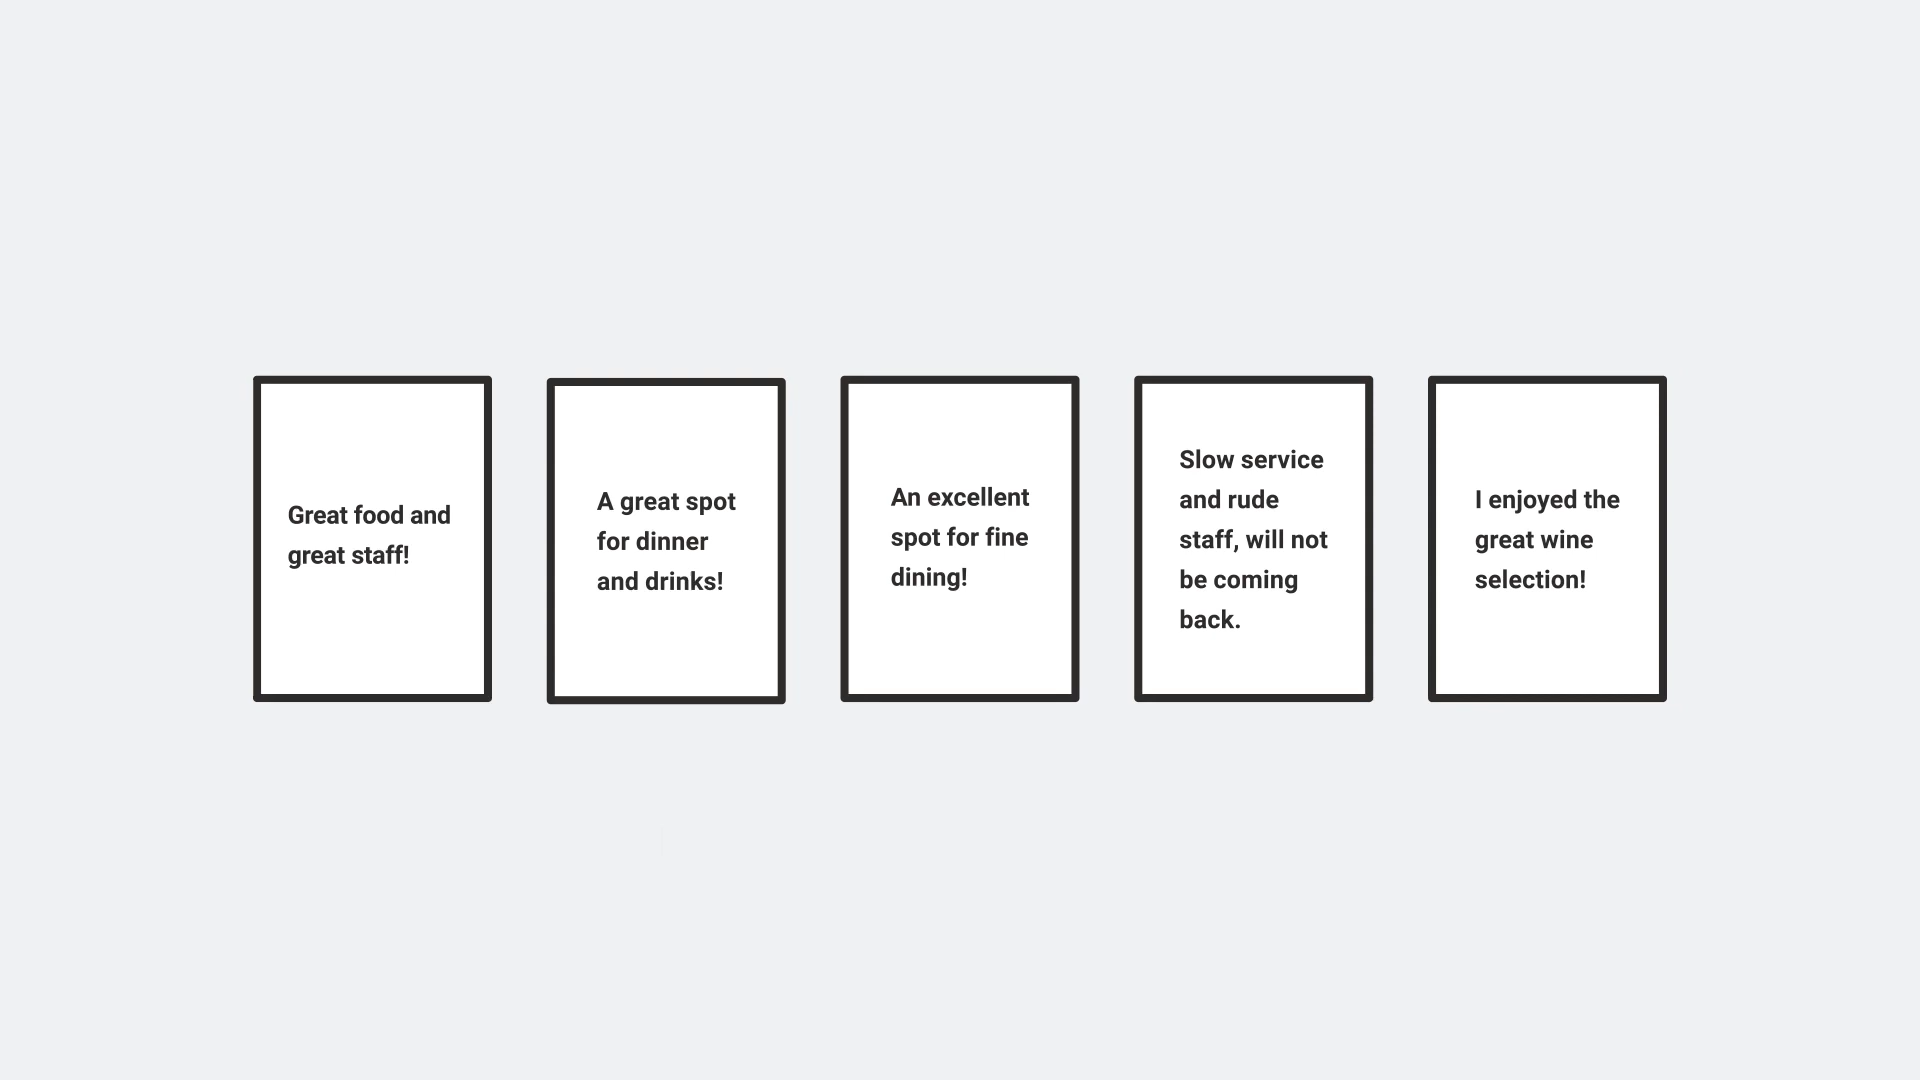 Great food and
great staff!
A great spot
for dinner
and drinks!
An excellent
spot for fine
dining!
Slow service
and rude
staff, will not
be coming
back.
I enjoyed the
great wine
selection!